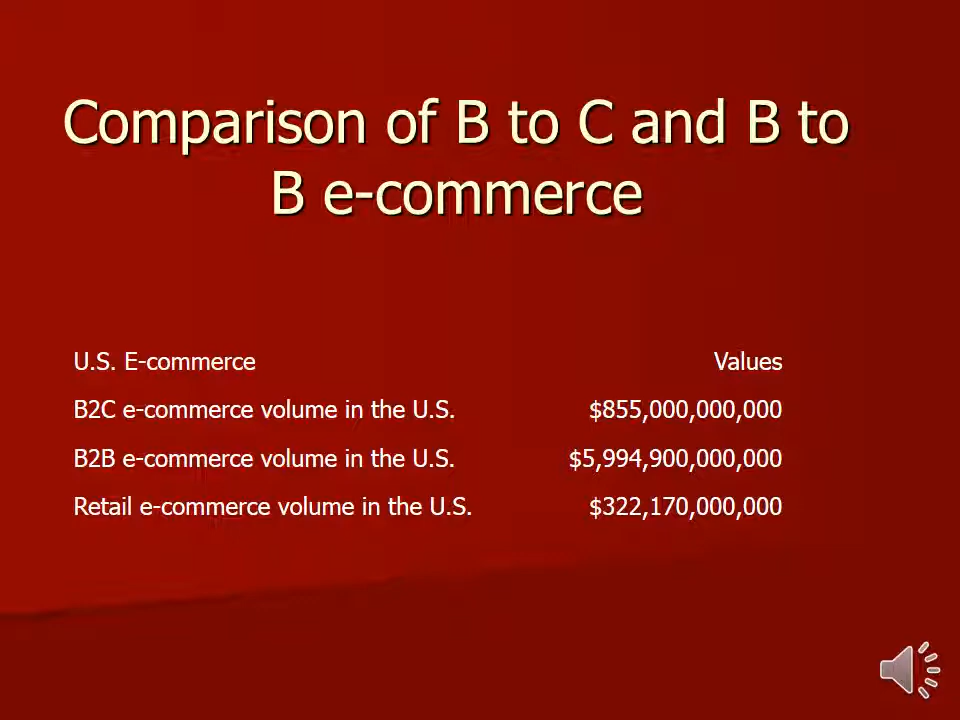 Comparison of B to C and B to
B e-commerce
U.S. E-commerce Values
B2C e-commerce volume in the U.S. $855,000,000,000
B2B e-commerce volume in the U.S. $5,994,900,000,000
Retail e-commerce volume in the U.S. $322,170,000,000